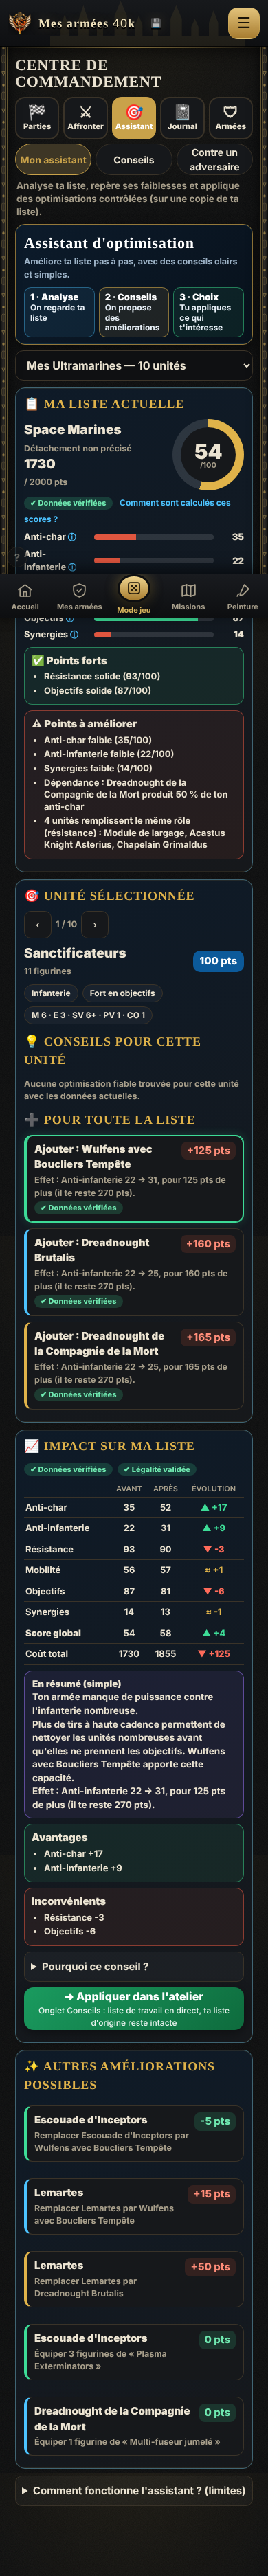 Mes armées 40k
CENTRE DE
COMMANDEMENT
Parties
Affronter
Assistant
Journal
Armées
Mon assistant
Conseils
Contre un
adversaire
Analyse ta liste, repère ses faiblesses et applique
des optimisations contrôlées (sur une copie de ta
liste).
Assistant d'optimisation
Améliore ta liste pas à pas, avec des conseils clairs
et simples.
1 · Analyse
On regarde ta
liste
2 · Conseils
On propose
des
améliorations
3 · Choix
Tu appliques
ce qui
t'intéresse
Mes Ultramarines — 10 unités
MA LISTE ACTUELLE
Space Marines
Détachement non précisé
1730
/ 2000 pts
54
/100
✔ Données vérifiées
Comment sont calculés ces
scores ?
Anti-char ⓘ 35
Anti-
infanterie ⓘ 22
?
Accueil
Mes armées
Mode jeu
Missions
Peinture
Objectifs ⓘ 87
Synergies ⓘ 14
✅ Points forts
• Résistance solide (93/100)
• Objectifs solide (87/100)
⚠ Points à améliorer
• Anti-char faible (35/100)
• Anti-infanterie faible (22/100)
• Synergies faible (14/100)
• Dépendance : Dreadnought de la
Compagnie de la Mort produit 50 % de ton
anti-char
• 4 unités remplissent le même rôle
(résistance) : Module de largage, Acastus
Knight Asterius, Chapelain Grimaldus
UNITÉ SÉLECTIONNÉE
‹ 1 / 10 ›
Sanctificateurs
100 pts
11 figurines
Infanterie
Fort en objectifs
M 6 · E 3 · SV 6+ · PV 1 · CO 1
CONSEILS POUR CETTE
UNITÉ
Aucune optimisation fiable trouvée pour cette unité
avec les données actuelles.
POUR TOUTE LA LISTE
Ajouter : Wulfens avec
Boucliers Tempête
+125 pts
Effet : Anti-infanterie 22 → 31, pour 125 pts de
plus (il te reste 270 pts).
✔ Données vérifiées
Ajouter : Dreadnought
Brutalis
+160 pts
Effet : Anti-infanterie 22 → 25, pour 160 pts de
plus (il te reste 270 pts).
✔ Données vérifiées
Ajouter : Dreadnought de
la Compagnie de la Mort
+165 pts
Effet : Anti-infanterie 22 → 25, pour 165 pts de
plus (il te reste 270 pts).
✔ Données vérifiées
IMPACT SUR MA LISTE
✔ Données vérifiées
✔ Légalité validée
AVANT APRÈS ÉVOLUTION
Anti-char 35 52 ▲ +17
Anti-infanterie 22 31 ▲ +9
Résistance 93 90 ▼ -3
Mobilité 56 57 ≈ +1
Objectifs 87 81 ▼ -6
Synergies 14 13 ≈ -1
Score global 54 58 ▲ +4
Coût total 1730 1855 ▼ +125
En résumé (simple)
Ton armée manque de puissance contre
l'infanterie nombreuse.
Plus de tirs à haute cadence permettent de
nettoyer les unités nombreuses avant
qu'elles ne prennent les objectifs. Wulfens
avec Boucliers Tempête apporte cette
capacité.
Effet : Anti-infanterie 22 → 31, pour 125 pts
de plus (il te reste 270 pts).
Avantages
• Anti-char +17
• Anti-infanterie +9
Inconvénients
• Résistance -3
• Objectifs -6
▶ Pourquoi ce conseil ?
➜ Appliquer dans l'atelier
Onglet Conseils : liste de travail en direct, ta liste
d'origine reste intacte
AUTRES AMÉLIORATIONS
POSSIBLES
Escouade d'Inceptors
-5 pts
Remplacer Escouade d'Inceptors par
Wulfens avec Boucliers Tempête
Lemartes
+15 pts
Remplacer Lemartes par Wulfens
avec Boucliers Tempête
Lemartes
+50 pts
Remplacer Lemartes par
Dreadnought Brutalis
Escouade d'Inceptors
0 pts
Équiper 3 figurines de « Plasma
Exterminators »
Dreadnought de la Compagnie
de la Mort
0 pts
Équiper 1 figurine de « Multi-fuseur jumelé »
▶ Comment fonctionne l'assistant ? (limites)